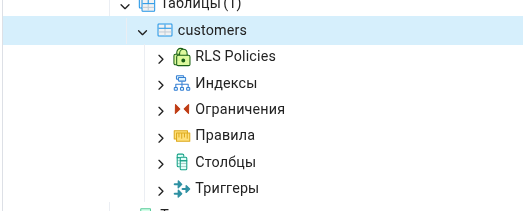 Таблицы (1)
customers
RLS Policies
Индексы
Ограничения
Правила
Столбцы
Триггеры